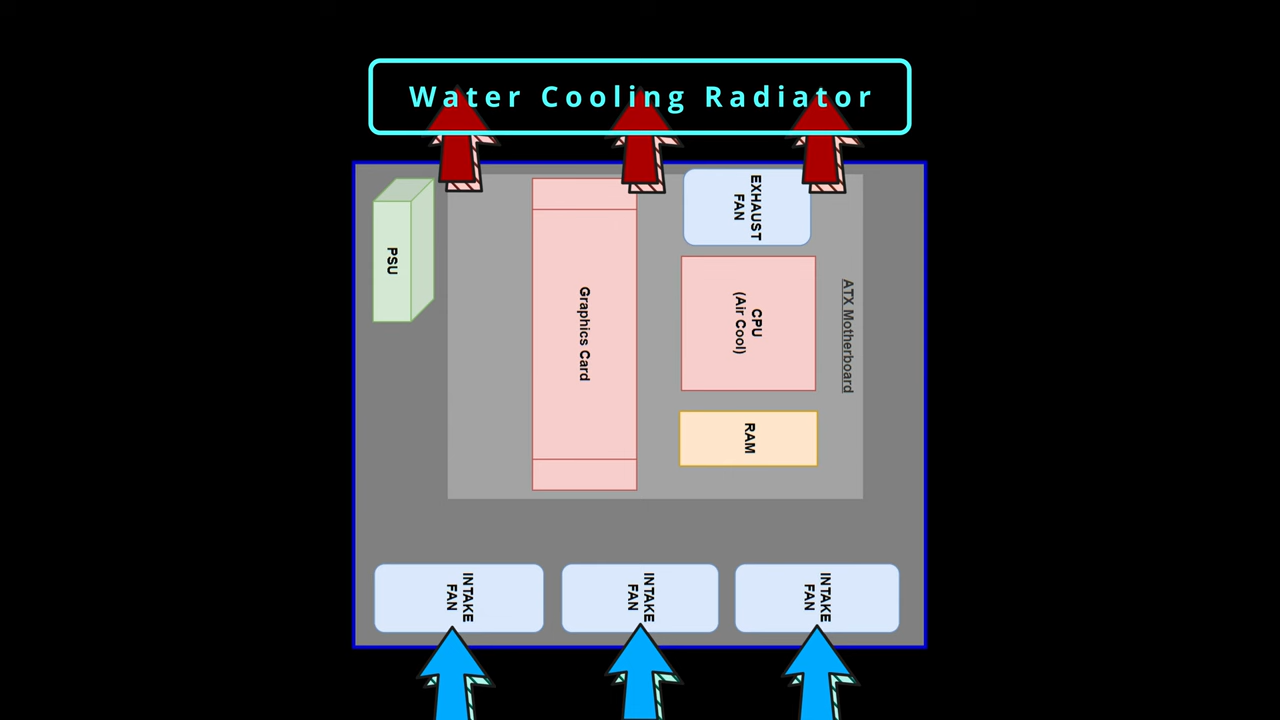 Water Cooling Radiator
EXHAUST
FAN
PSU
Graphics Card
CPU
(Air Cool)
ATX Motherboard
RAM
INTAKE
FAN
INTAKE
FAN
INTAKE
FAN